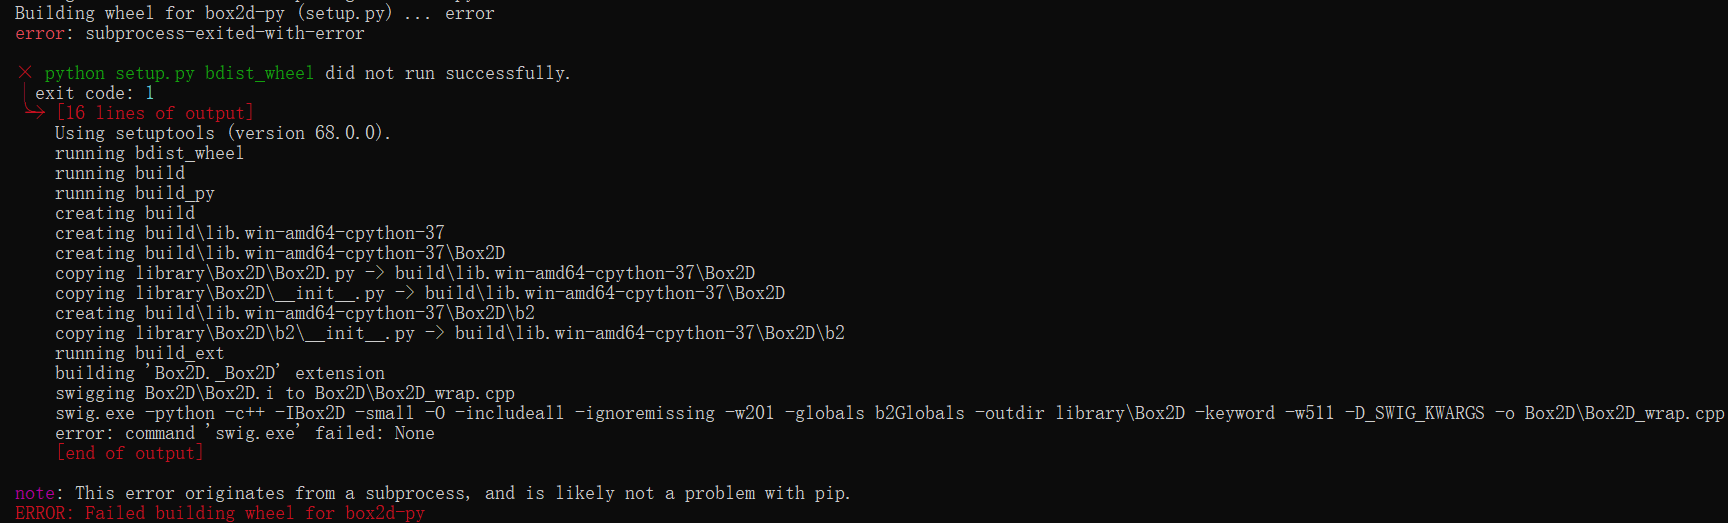 Building wheel for box2d-py (setup.py) ... error
error: subprocess-exited-with-error
× python setup.py bdist_wheel did not run successfully.
exit code: 1
[16 lines of output]
Using setuptools (version 68.0.0).
running bdist_wheel
running build
running build_py
creating build
creating build\lib.win-amd64-cpython-37
creating build\lib.win-amd64-cpython-37\Box2D
copying library\Box2D\Box2D.py -> build\lib.win-amd64-cpython-37\Box2D
copying library\Box2D\__init__.py -> build\lib.win-amd64-cpython-37\Box2D
creating build\lib.win-amd64-cpython-37\Box2D\b2
copying library\Box2D\b2\__init__.py -> build\lib.win-amd64-cpython-37\Box2D\b2
running build_ext
building 'Box2D._Box2D' extension
swigging Box2D\Box2D.i to Box2D\Box2D_wrap.cpp
swig.exe -python -c++ -IBox2D -small -O -includeall -ignoremissing -w201 -globals b2Globals -outdir library\Box2D -keyword -w511 -D_SWIG_KWARGS -o Box2D\Box2D_wrap.cpp
error: command 'swig.exe' failed: None
[end of output]
note: This error originates from a subprocess, and is likely not a problem with pip.
ERROR: Failed building wheel for box2d-py